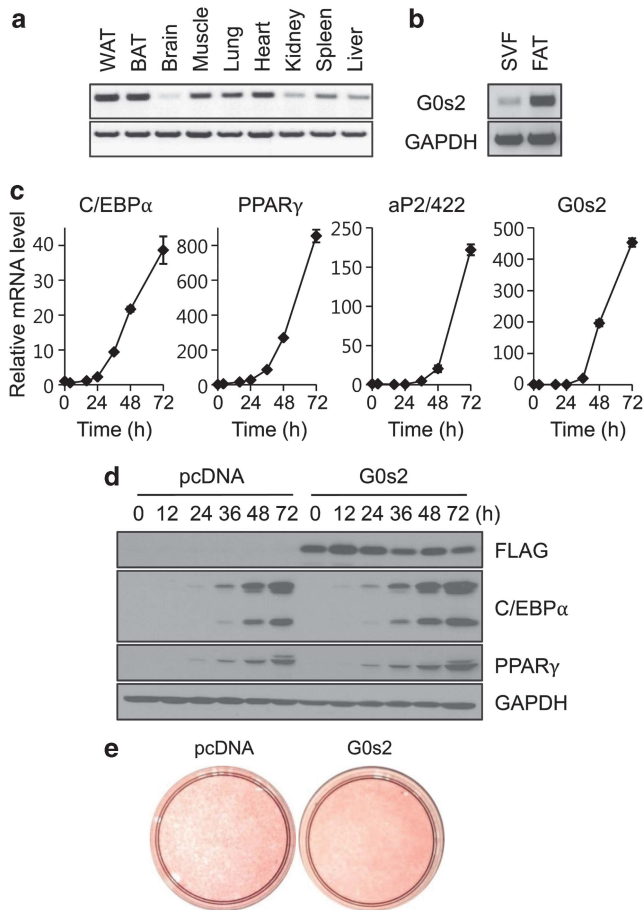 a
WAT BAT Brain Muscle Lung Heart Kidney Spleen Liver
b
SVF FAT
G0s2
GAPDH
c
C/EBPα PPARγ aP2/422 G0s2
Relative mRNA level
40
30
20
10
0
0 24 48 72
Time (h)
800
600
400
200
0
0 24 48 72
Time (h)
250
200
150
100
50
0
0 24 48 72
Time (h)
500
400
300
200
100
0
0 24 48 72
Time (h)
d
pcDNA G0s2
0 12 24 36 48 72 0 12 24 36 48 72 (h)
FLAG
C/EBPα
PPARγ
GAPDH
e
pcDNA G0s2